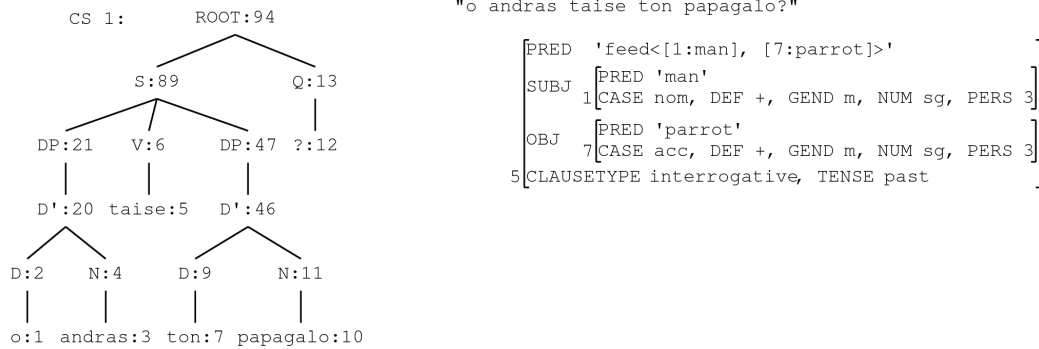 CS 1: ROOT:94
S:89 Q:13
DP:21 V:6 DP:47 ?:12
D':20 taise:5 D':46
D:2 N:4 D:9 N:11
o:1 andras:3 ton:7 papagalo:10
"o andras taise ton papagalo?"
PRED 'feed<[1:man], [7:parrot]>'
PRED 'man'
SUBJ
1 CASE nom, DEF +, GEND m, NUM sg, PERS 3
PRED 'parrot'
OBJ
7 CASE acc, DEF +, GEND m, NUM sg, PERS 3
5 CLAUSETYPE interrogative, TENSE past